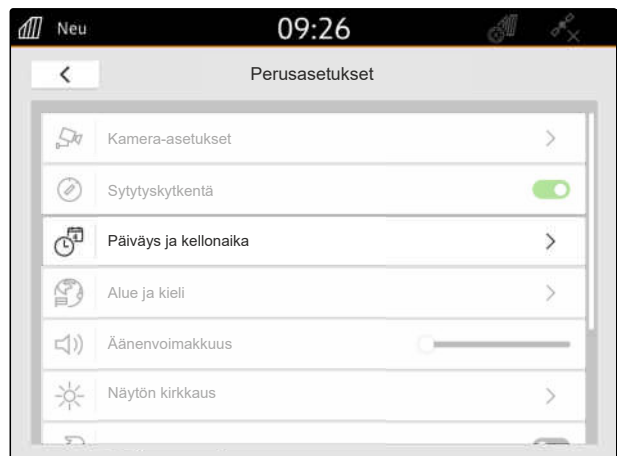 Neu
09:26
Perusasetukset
Kamera-asetukset
Sytytyskytkentä
Päiväys ja kellonaika
Alue ja kieli
Äänenvoimakkuus
Näytön kirkkaus